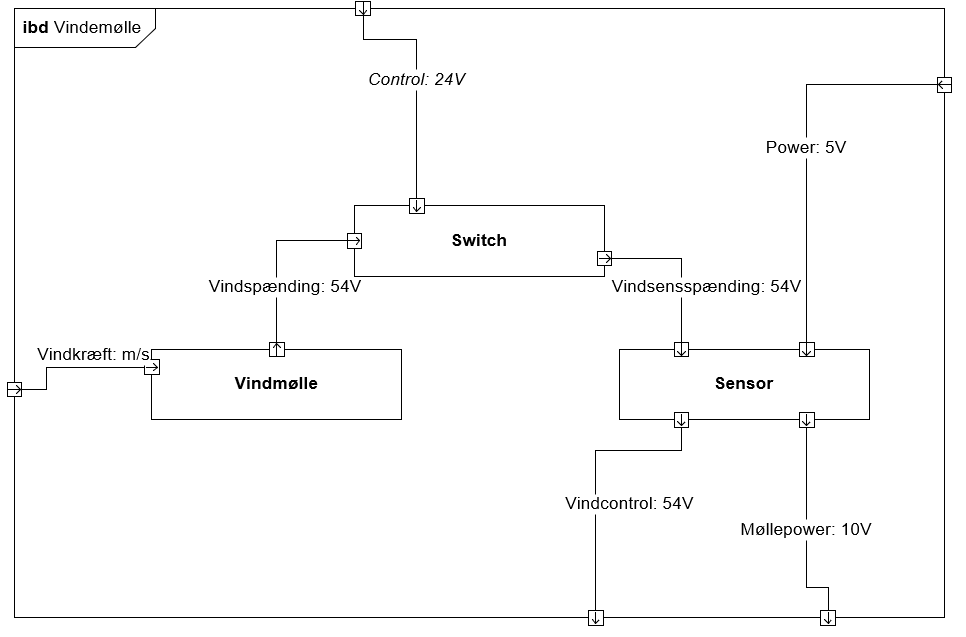 ibd Vindemølle
Control: 24V
Power: 5V
Switch
Vindspænding: 54V
Vindsensspænding: 54V
Vindkræft: m/s
Vindmølle
Sensor
Vindcontrol: 54V
Møllepower: 10V